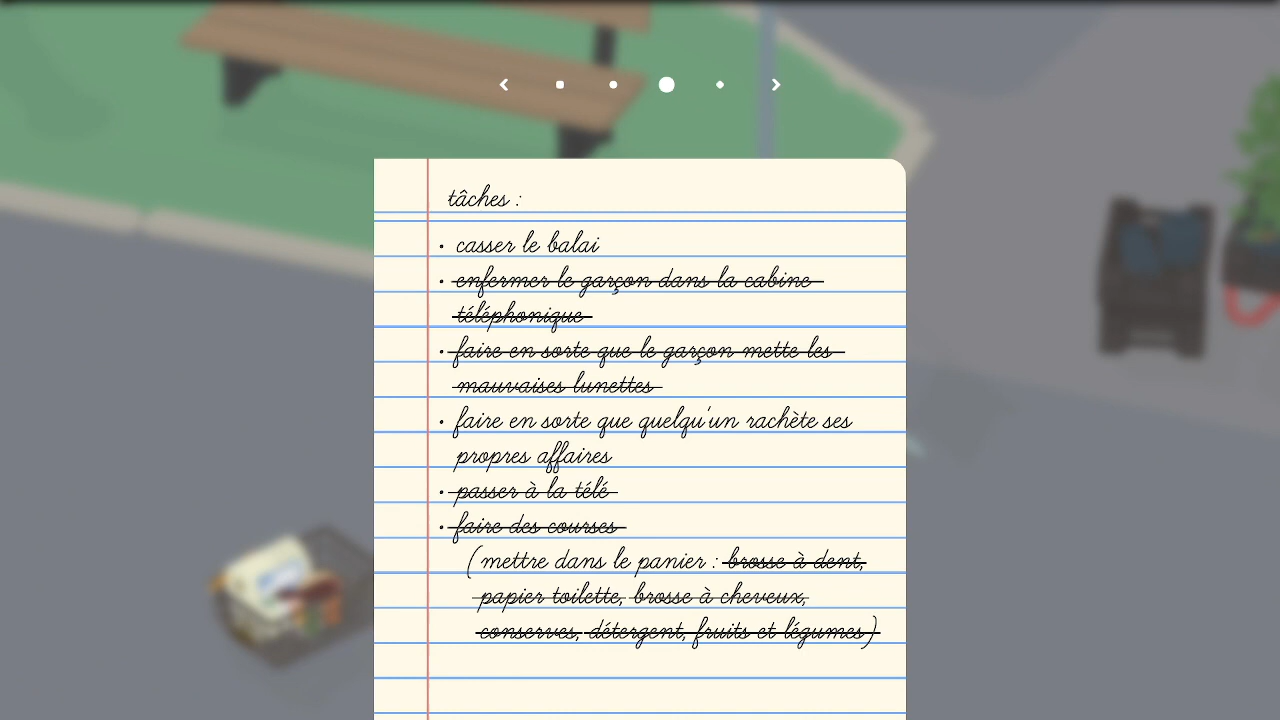 tâches :
• casser le balai
• enfermer le garçon dans la cabine
téléphonique
• faire en sorte que le garçon mette les
mauvaises lunettes
• faire en sorte que quelqu'un rachète ses
propres affaires
• passer à la télé
• faire des courses
(mettre dans le panier : brosse à dent,
papier toilette, brosse à cheveux,
conserves, détergent, fruits et légumes)